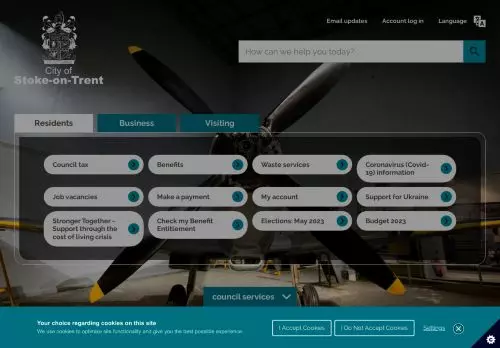 Email updates
Account log in
Language
City of
Stoke-on-Trent
How can we help you today?
Residents
Business
Visiting
Council tax
Benefits
Waste services
Coronavirus (Covid-
19) information
Job vacancies
Make a payment
My account
Support for Ukraine
Stronger Together -
Support through the
cost of living crisis
Check my Benefit
Entitlement
Elections: May 2023
Budget 2023
council services
Your choice regarding cookies on this site
We use cookies to optimise site functionality and give you the best possible experience.
I Accept Cookies
I Do Not Accept Cookies
Settings